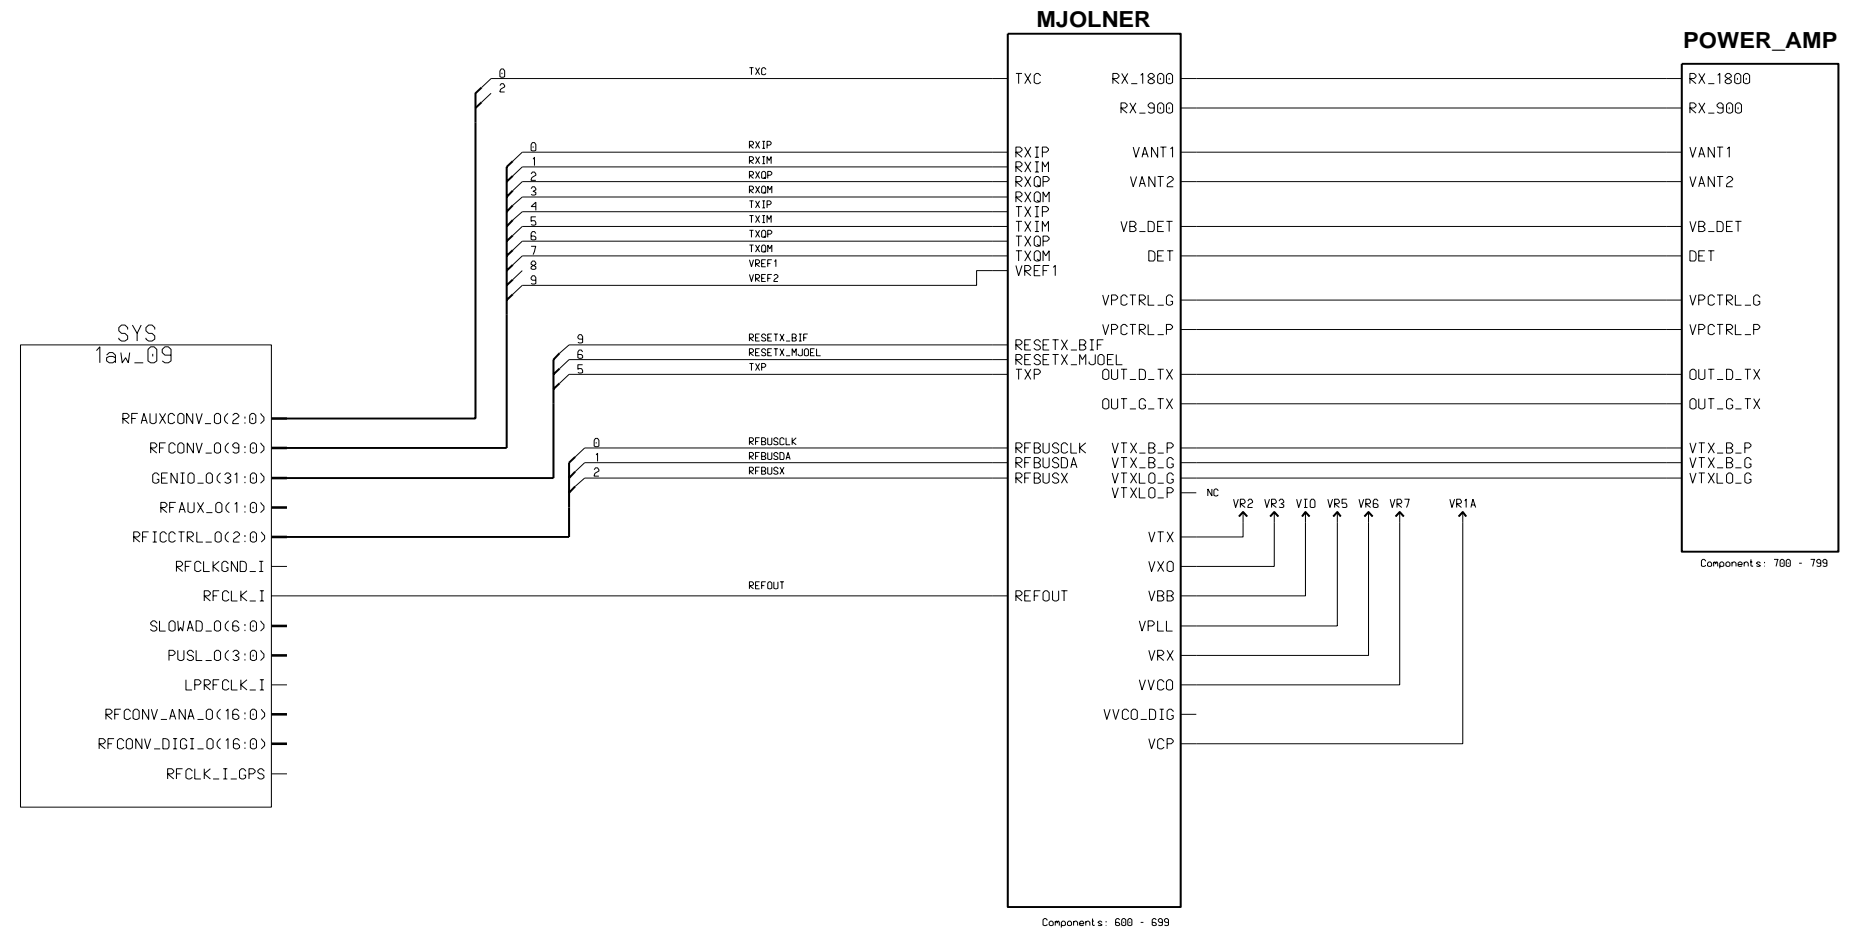 MJOLNER
POWER_AMP
0 TXC
2
TXC RX_1800
RX_1800
RX_900
RX_900
0 RXIP
1 RXIM
2 RXQP
3 RXQM
4 TXIP
5 TXIM
6 TXQP
7 TXQM
8 VREF1
9 VREF2
RXIP VANT1
RXIM
RXQP VANT2
RXQM
TXIP
TXIM VB_DET
TXQP
TXQM DET
VREF1
VANT1
VANT2
VB_DET
DET
VPCTRL_G
VPCTRL_G
VPCTRL_P
VPCTRL_P
SYS
1aw_09
9 RESETX_BIF
6 RESETX_MJOEL
5 TXP
RESETX_BIF
RESETX_MJOEL
TXP OUT_D_TX
OUT_D_TX
OUT_G_TX
OUT_G_TX
RFAUXCONV_O(2:0)
RFCONV_O(9:0)
GENIO_O(31:0)
RFAUX_O(1:0)
RFICCTRL_O(2:0)
RFCLKGND_I
RFCLK_I
SLOWAD_O(6:0)
PUSL_O(3:0)
LPRFCLK_I
RFCONV_ANA_O(16:0)
RFCONV_DIGI_O(16:0)
RFCLK_I_GPS
0 RFBUSCLK
1 RFBUSDA
2 RFBUSX
RFBUSCLK VTX_B_P
RFBUSDA VTX_B_G
RFBUSX VTXLO_G
VTXLO_P NC
VTX_B_P
VTX_B_G
VTXLO_G
VR2 VR3 VIO VR5 VR6 VR7 VR1A
VTX
VXO
REFOUT
REFOUT VBB
VPLL
VRX
VVCO
VVCO_DIG
VCP
Components: 700 - 799
Components: 600 - 699